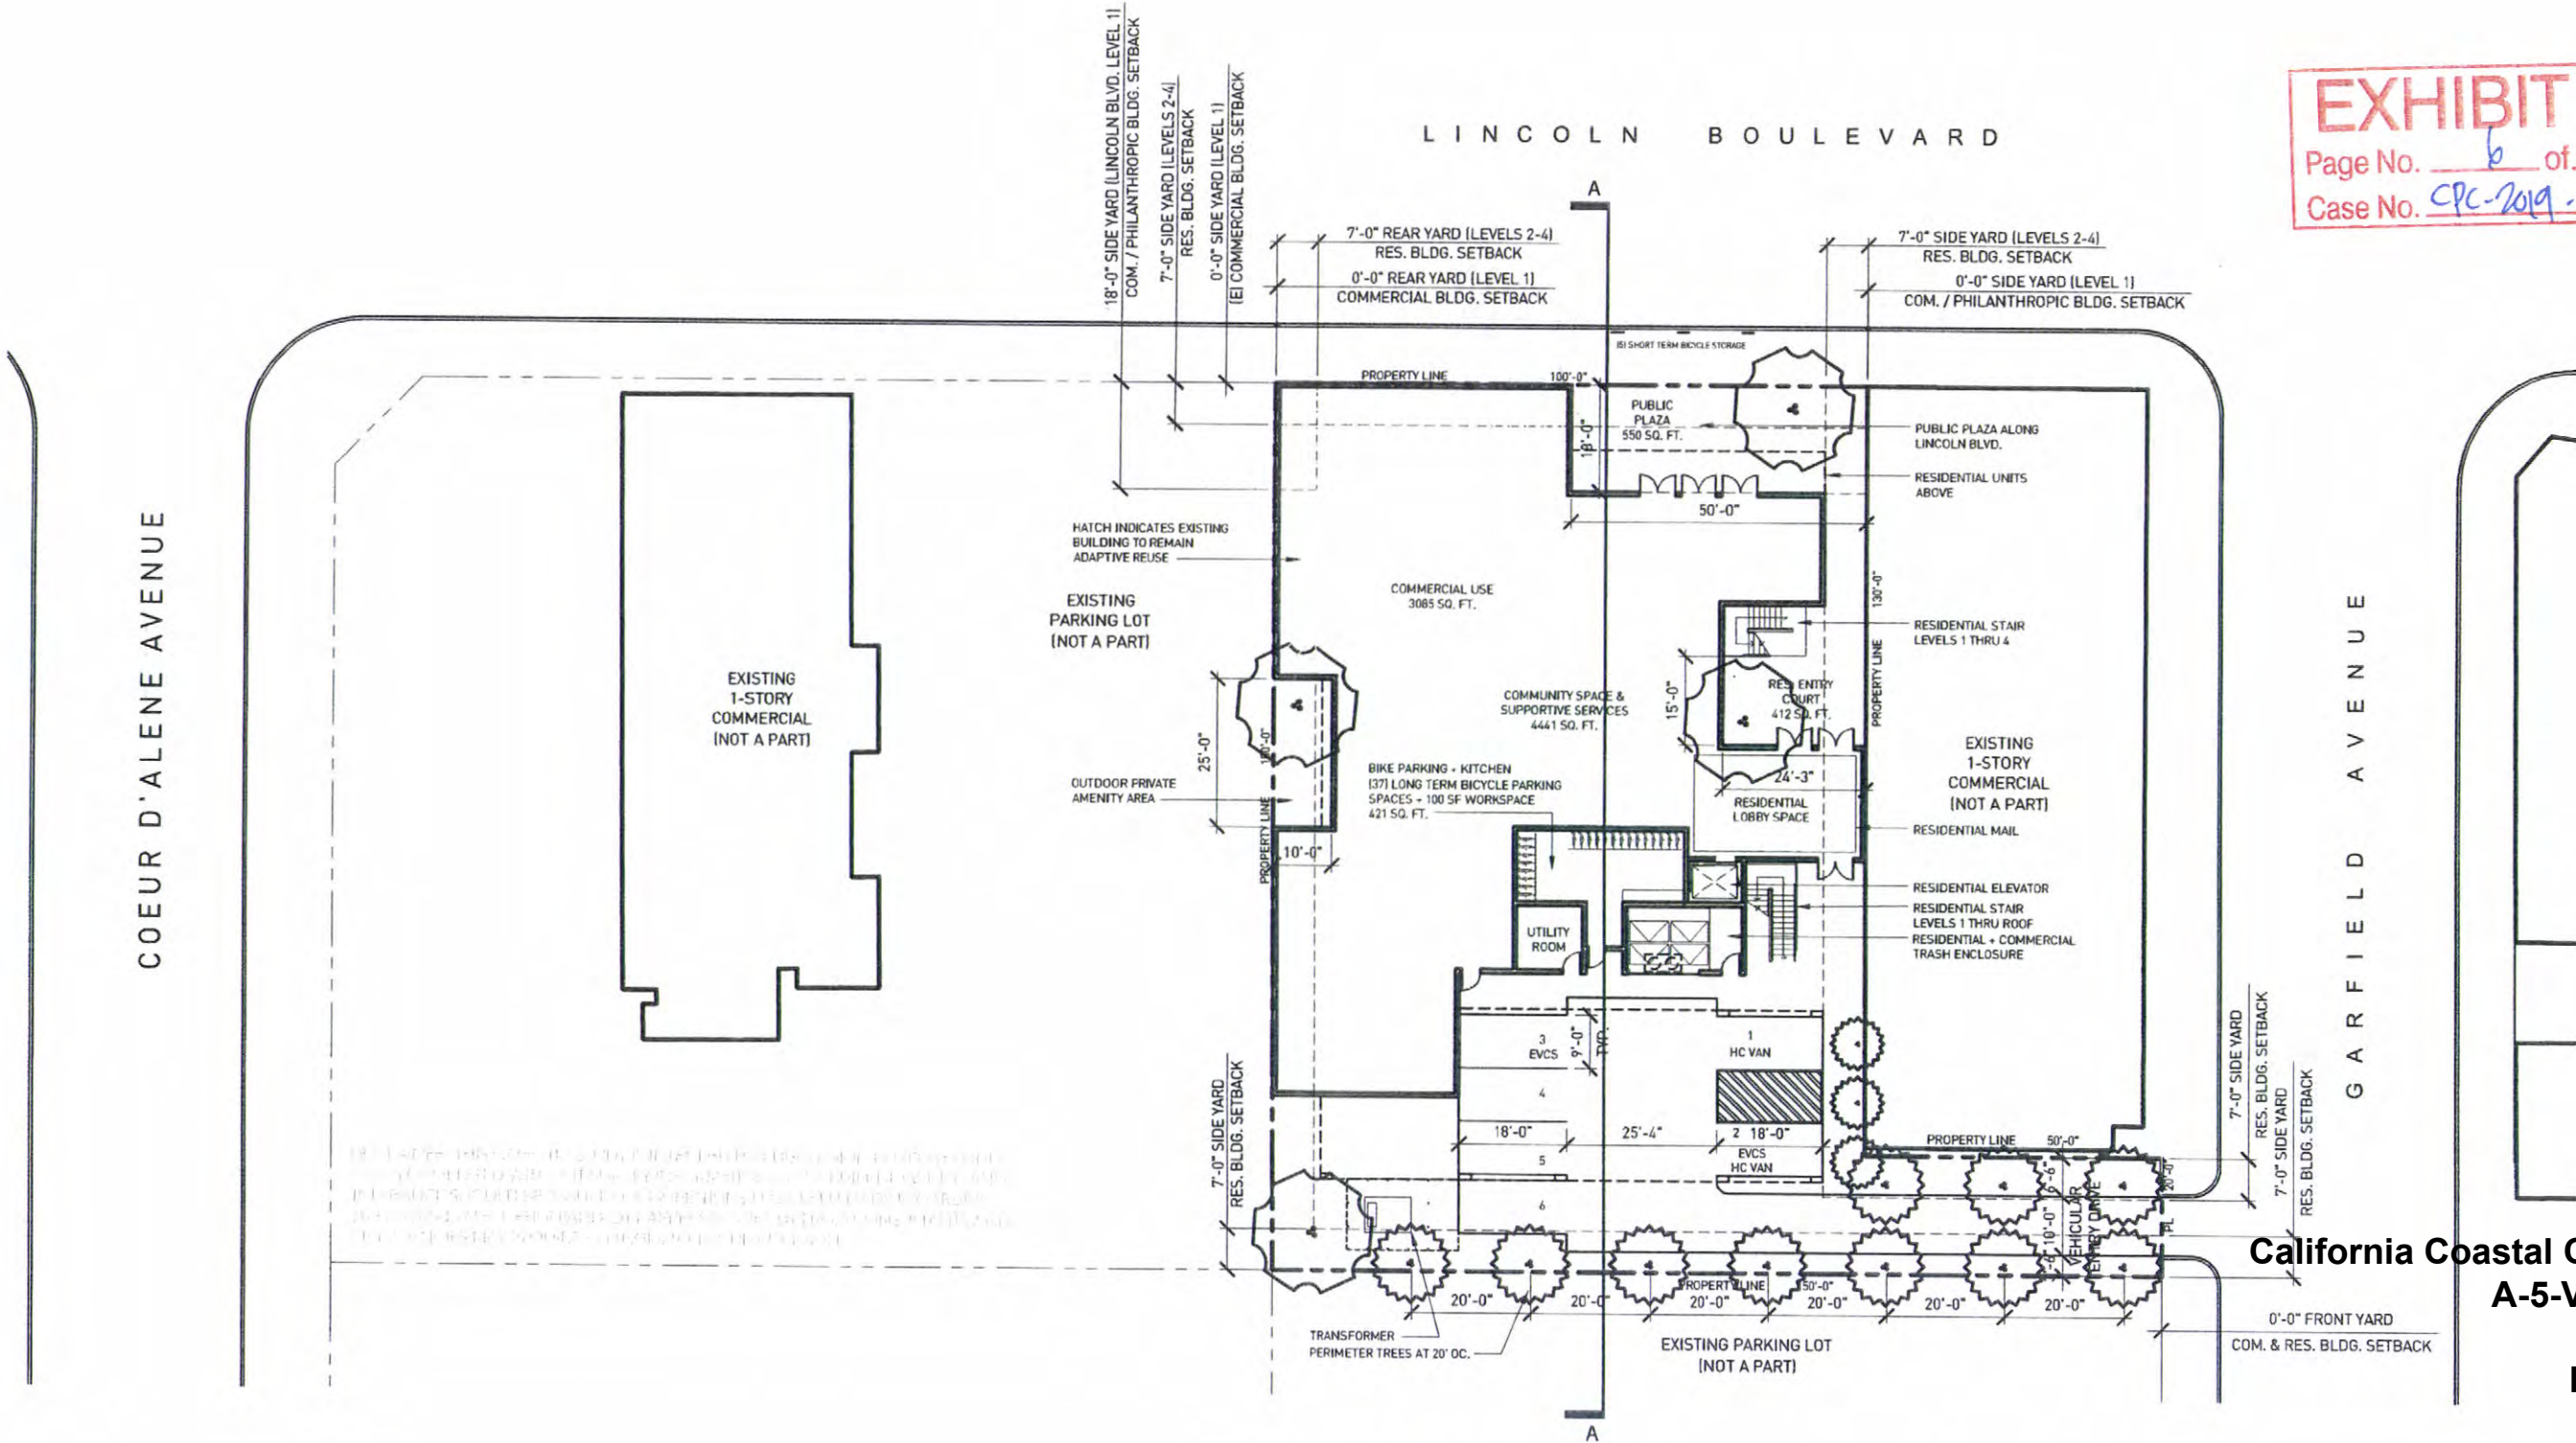 EXHIBIT
Page No. 6 of
Case No. CPC-2019-
LINCOLN BOULEVARD
18'-0" SIDE YARD (LINCOLN BLVD. LEVEL 1)
COM. / PHILANTHROPIC BLDG. SETBACK
7'-0" SIDE YARD (LEVELS 2-4)
RES. BLDG. SETBACK
0'-0" SIDE YARD (LEVEL 1)
(E) COMMERCIAL BLDG. SETBACK
A
7'-0" REAR YARD (LEVELS 2-4)
RES. BLDG. SETBACK
0'-0" REAR YARD (LEVEL 1)
COMMERCIAL BLDG. SETBACK
7'-0" SIDE YARD (LEVELS 2-4)
RES. BLDG. SETBACK
0'-0" SIDE YARD (LEVEL 1)
COM. / PHILANTHROPIC BLDG. SETBACK
(5) SHORT TERM BICYCLE STORAGE
PROPERTY LINE
100'-0"
PUBLIC
PLAZA
550 SQ. FT.
18'-0"
PUBLIC PLAZA ALONG
LINCOLN BLVD.
RESIDENTIAL UNITS
ABOVE
50'-0"
COEUR D'ALENE AVENUE
HATCH INDICATES EXISTING
BUILDING TO REMAIN
ADAPTIVE REUSE
EXISTING
PARKING LOT
(NOT A PART)
COMMERCIAL USE
3085 SQ. FT.
130'-0"
PROPERTY LINE
RESIDENTIAL STAIR
LEVELS 1 THRU 4
EXISTING
1-STORY
COMMERCIAL
(NOT A PART)
COMMUNITY SPACE &
SUPPORTIVE SERVICES
4441 SQ. FT.
15'-0"
RES. ENTRY
COURT
412 SQ. FT.
25'-0"
OUTDOOR PRIVATE
AMENITY AREA
PROPERTY LINE
10'-0"
BIKE PARKING + KITCHEN
(37) LONG TERM BICYCLE PARKING
SPACES + 100 SF WORKSPACE
421 SQ. FT.
24'-3"
RESIDENTIAL
LOBBY SPACE
EXISTING
1-STORY
COMMERCIAL
(NOT A PART)
RESIDENTIAL MAIL
RESIDENTIAL ELEVATOR
RESIDENTIAL STAIR
LEVELS 1 THRU ROOF
RESIDENTIAL + COMMERCIAL
TRASH ENCLOSURE
UTILITY
ROOM
GARFIELD AVENUE
3
EVCS
9'-0"
TYP.
1
HC VAN
4
18'-0"
25'-4"
2 18'-0"
EVCS
HC VAN
5
6
7'-0" SIDE YARD
RES. BLDG. SETBACK
PROPERTY LINE
50'-0"
20'-0"
PL
10'-0"
VEHICULAR
ENTRY DRIVE
7'-0" SIDE YARD
RES. BLDG. SETBACK
7'-0" SIDE YARD
RES. BLDG. SETBACK
PROPERTY LINE
20'-0"
20'-0"
20'-0"
20'-0"
20'-0"
20'-0"
TRANSFORMER
PERIMETER TREES AT 20' OC.
EXISTING PARKING LOT
(NOT A PART)
California Coastal
A-5-V
0'-0" FRONT YARD
COM. & RES. BLDG. SETBACK
A